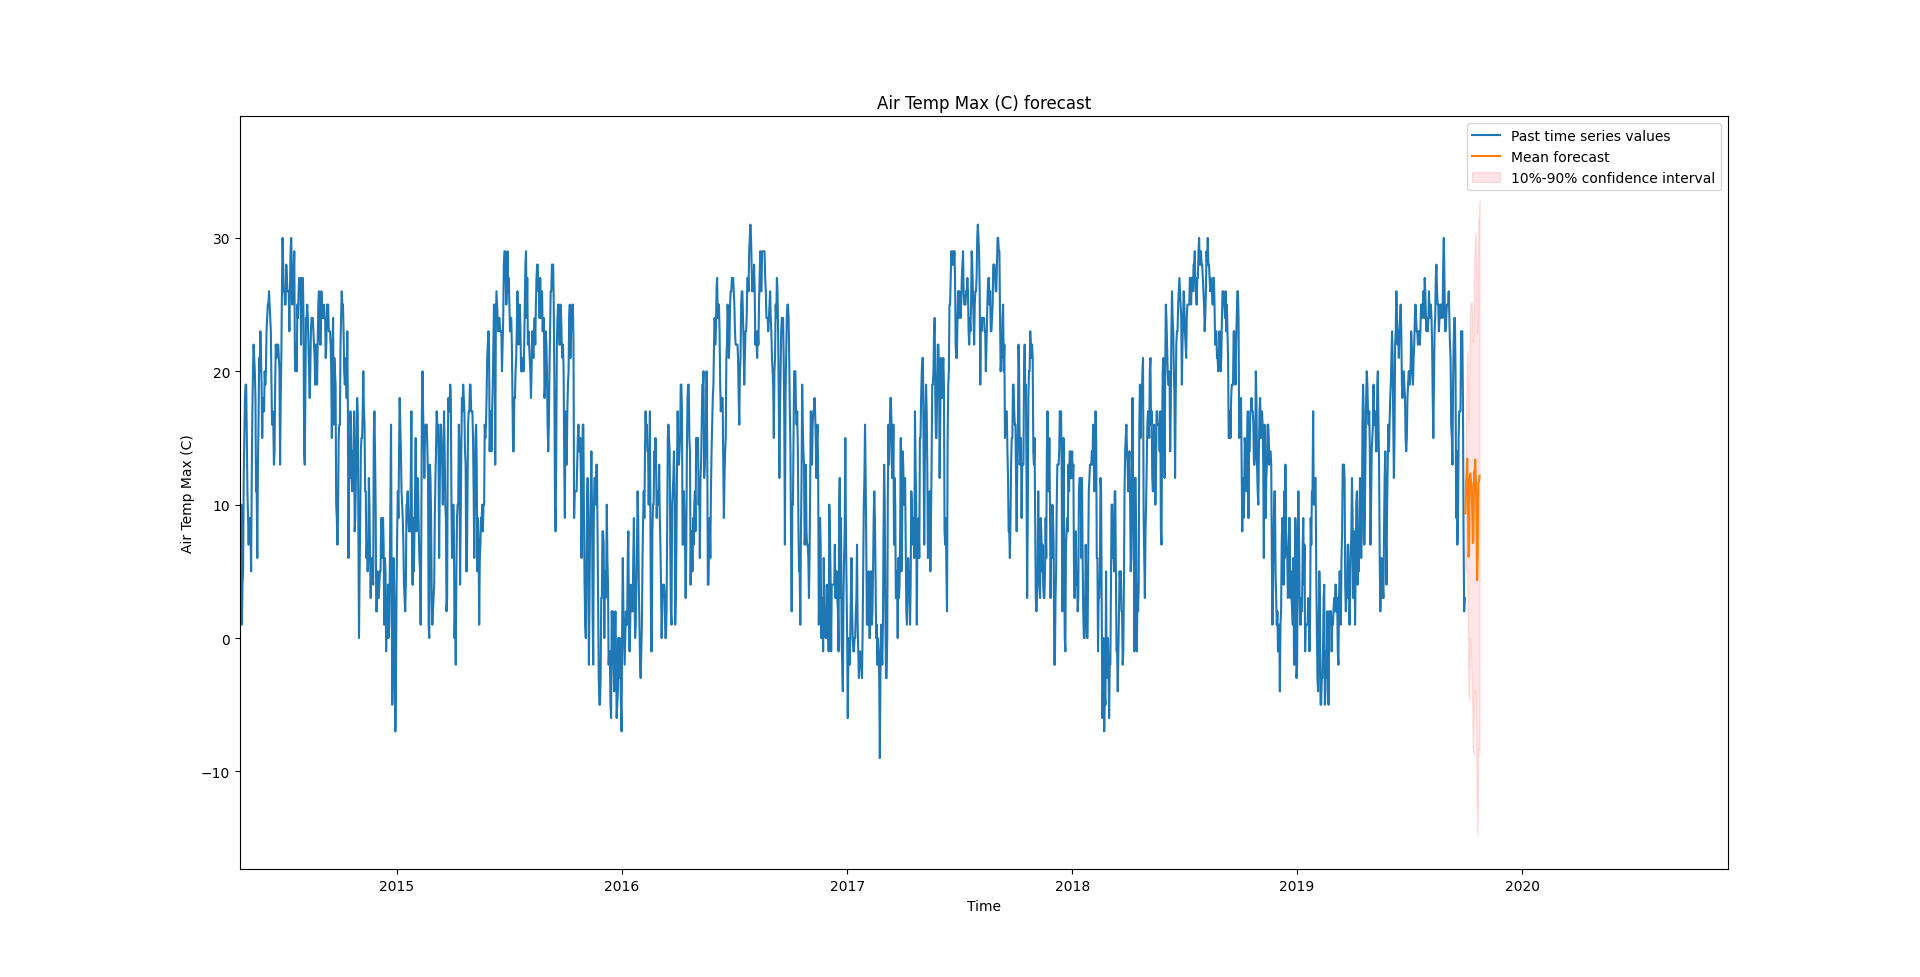 Air Temp Max (C) forecast
Past time series values
Mean forecast
10%-90% confidence interval
Air Temp Max (C)
30
20
10
0
−10
2015
2016
2017
2018
2019
2020
Time